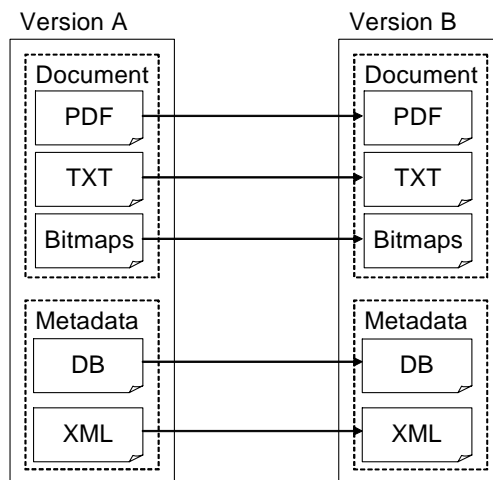 Version A
Version B
Document
PDF
TXT
Bitmaps
Metadata
DB
XML
Document
PDF
TXT
Bitmaps
Metadata
DB
XML